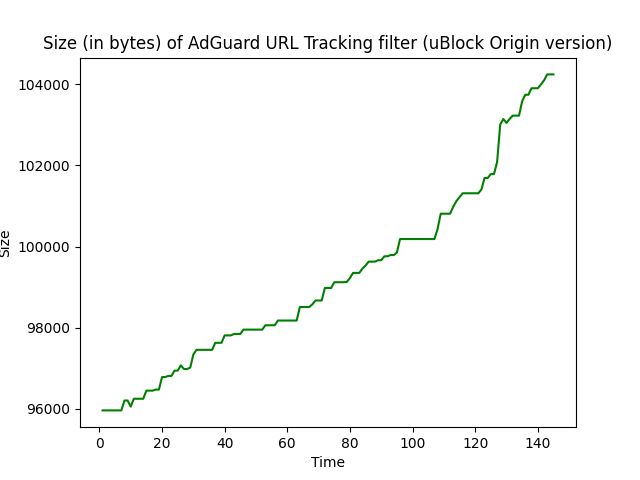 Size (in bytes) of AdGuard URL Tracking filter (uBlock Origin version)
104000
102000
100000
98000
96000
Size
0 20 40 60 80 100 120 140
Time